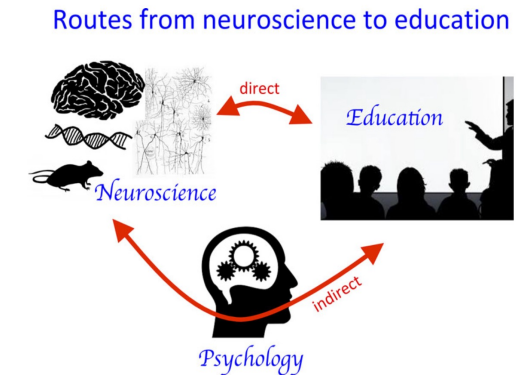 Routes from neuroscience to education
direct
Education
Neuroscience
indirect
Psychology